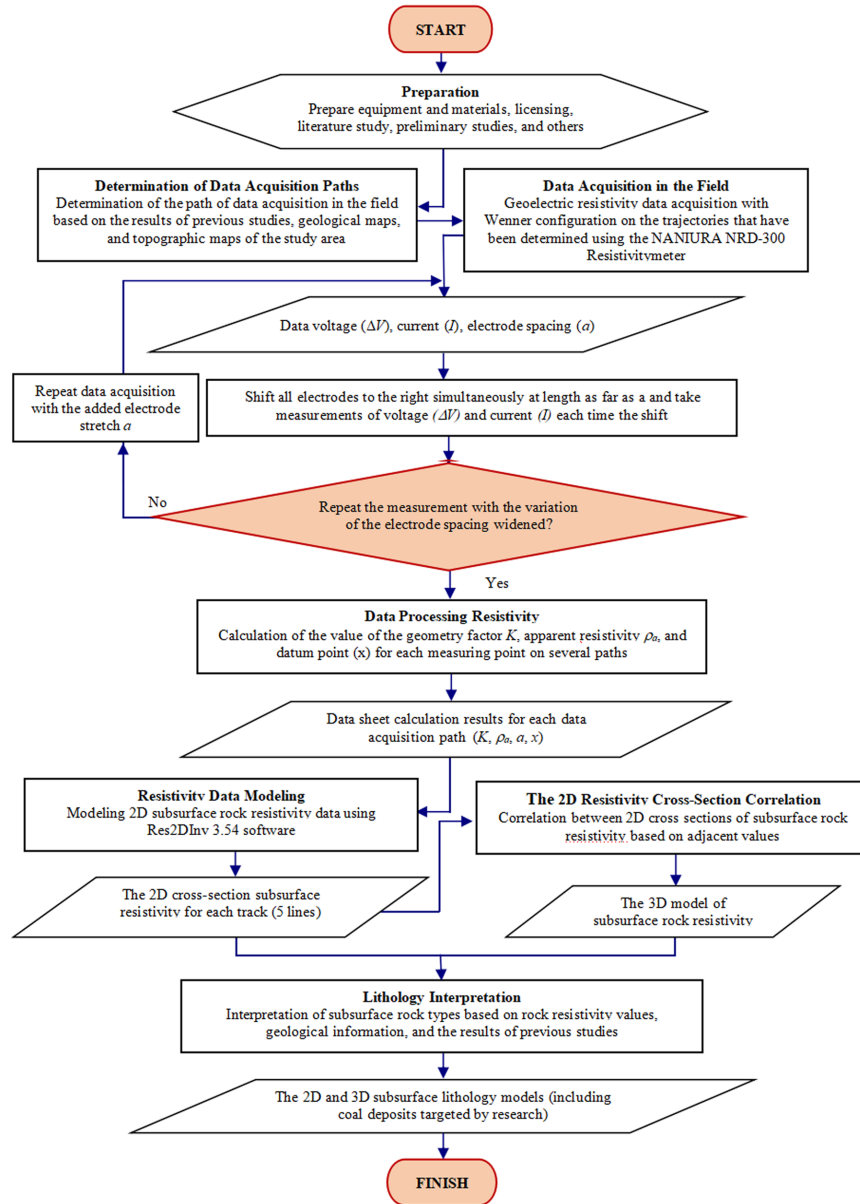 START
Preparation
Prepare equipment and materials, licensing,
literature study, preliminary studies, and others
Determination of Data Acquisition Paths
Determination of the path of data acquisition in the field
based on the results of previous studies, geological maps,
and topographic maps of the study area
Data Acquisition in the Field
Geoelectric resistivity data acquisition with
Wenner configuration on the trajectories that have
been determined using the NANIURA NRD-300
Resistivitymeter
Data voltage (ΔV), current (I), electrode spacing (a)
Repeat data acquisition
with the added electrode
stretch a
Shift all electrodes to the right simultaneously at length as far as a and take
measurements of voltage (ΔV) and current (I) each time the shift
No
Repeat the measurement with the variation
of the electrode spacing widened?
Yes
Data Processing Resistivity
Calculation of the value of the geometry factor K, apparent resistivity ρa, and
datum point (x) for each measuring point on several paths
Data sheet calculation results for each data
acquisition path (K, ρa, a, x)
Resistivity Data Modeling
Modeling 2D subsurface rock resistivity data using
Res2DInv 3.54 software
The 2D Resistivity Cross-Section Correlation
Correlation between 2D cross sections of subsurface rock
resistivity based on adjacent values
The 2D cross-section subsurface
resistivity for each track (5 lines)
The 3D model of
subsurface rock resistivity
Lithology Interpretation
Interpretation of subsurface rock types based on rock resistivity values,
geological information, and the results of previous studies
The 2D and 3D subsurface lithology models (including
coal deposits targeted by research)
FINISH